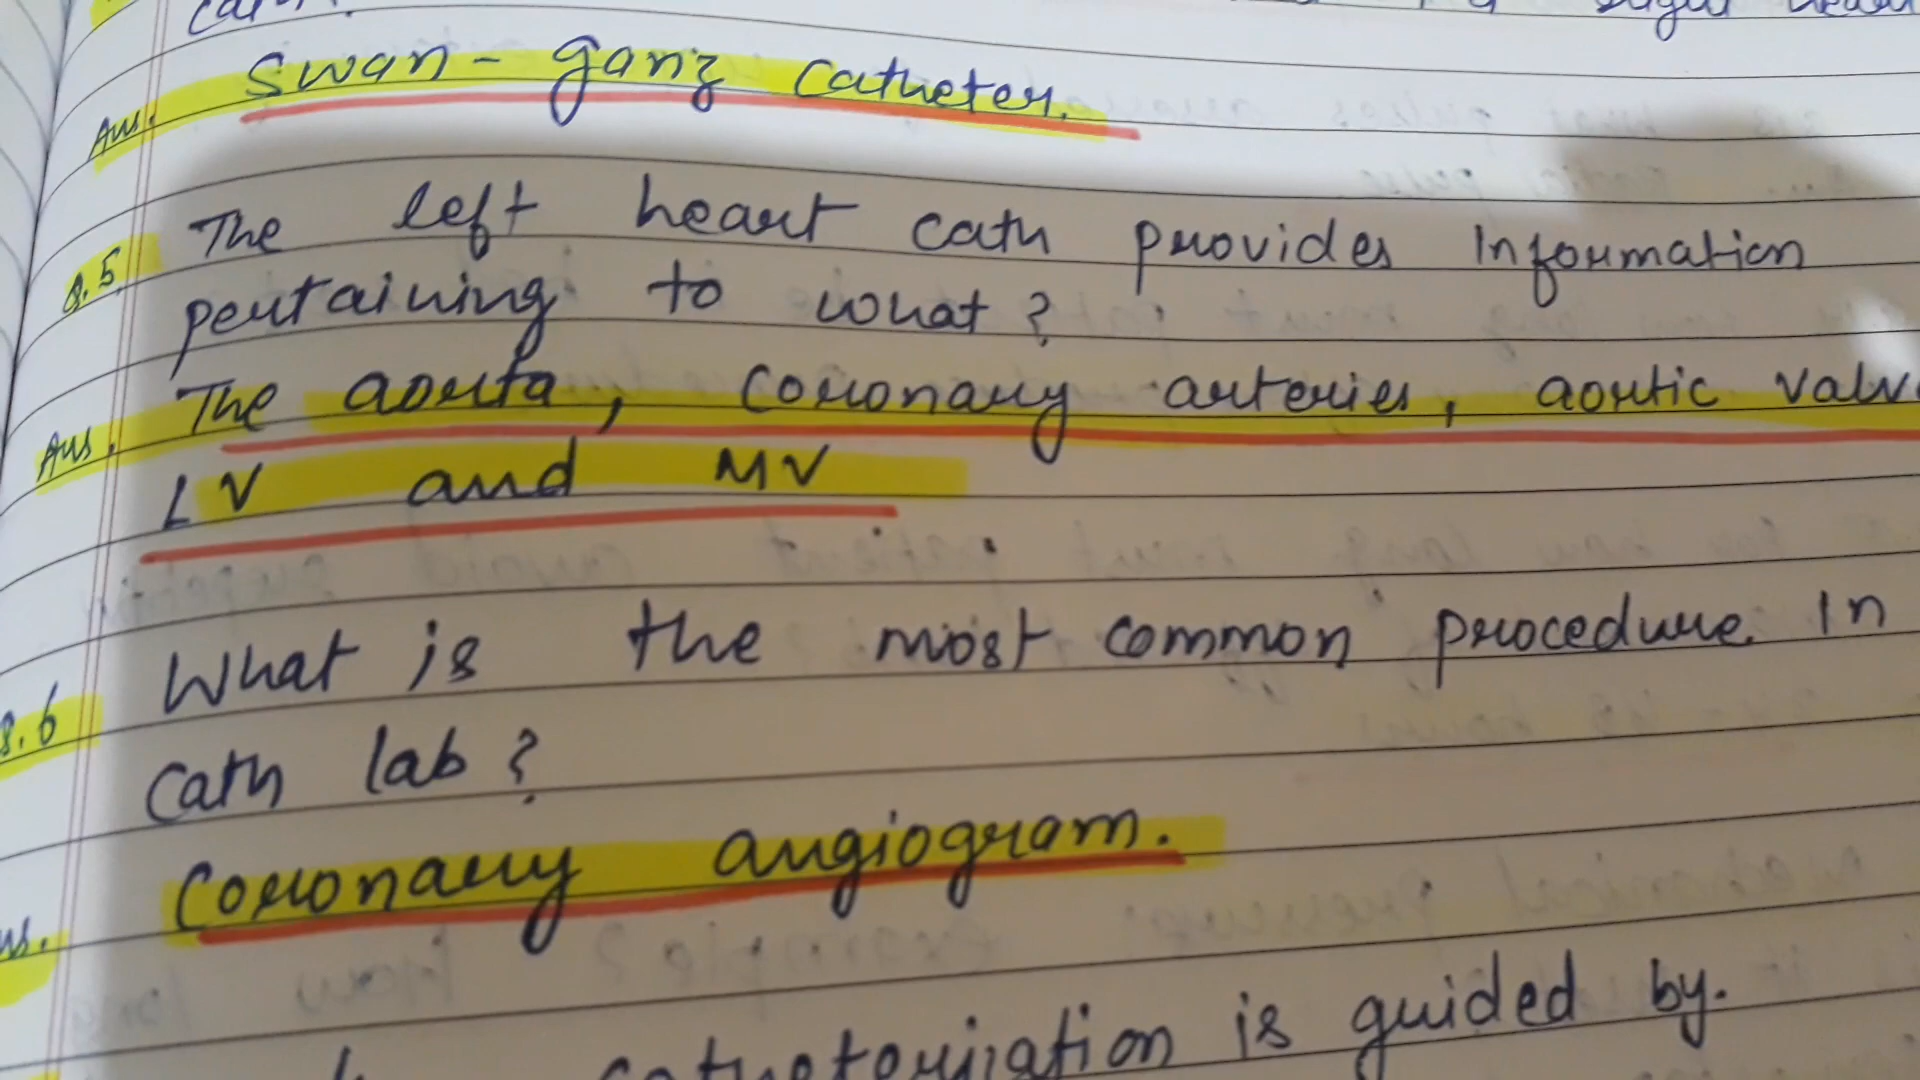 Ans. Swan-Ganz Catheter.
Q.5 The left heart cath provides Information
pertaining to what?
Ans. The aorta, coronary arteries, aortic valv
LV and MV
Q.6 What is the most common procedure In
cath lab?
Ans. Coronary angiogram.
is guided by.